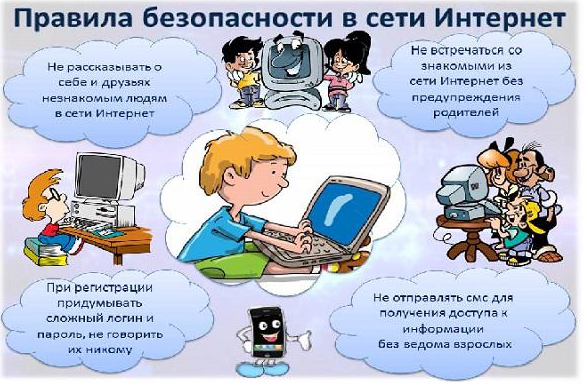 Правила безопасности в сети Интернет
Не рассказывать о
себе и друзьях
незнакомым людям
в сети Интернет
Не встречаться со
знакомыми из
сети Интернет без
предупреждения
родителей
При регистрации
придумывать
сложный логин и
пароль, не говорить
их никому
Не отправлять смс для
получения доступа к
информации
без ведома взрослых